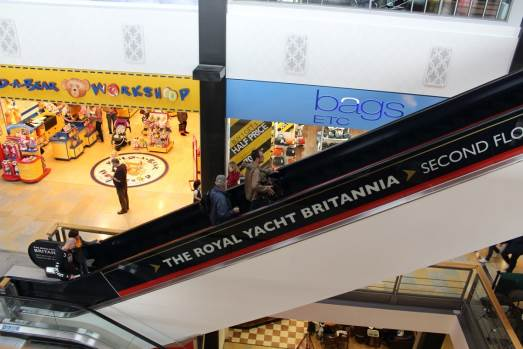 D-A-BEAR WORKSHOP
bags
ETC
HALF
PRICE
THE ROYAL YACHT BRITANNIA > SECOND FLO